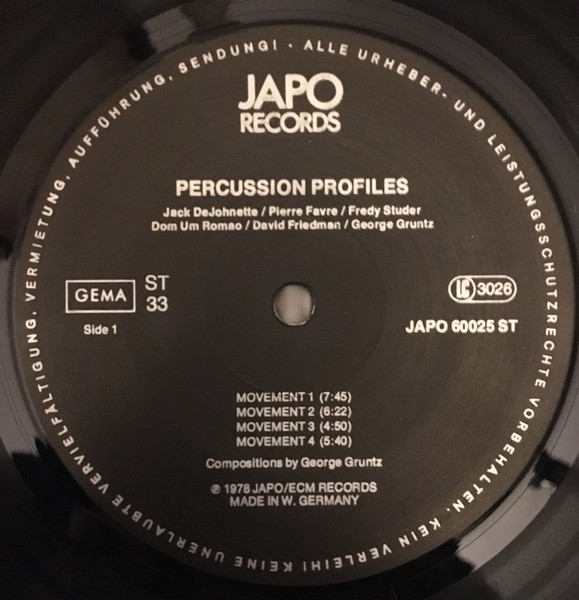 ALLE URHEBER- UND LEISTUNGSSCHUTZRECHTE VORBEHALTEN. KEIN VERLEIH! KEINE UNERLAUBTE VERVIELFÄLTIGUNG, VERMIETUNG, AUFFÜHRUNG, SENDUNG! ·
JAPO
RECORDS
PERCUSSION PROFILES
Jack DeJohnette / Pierre Favre / Fredy Studer
Dom Um Romao / David Friedman / George Gruntz
GEMA
ST
33
Side 1
LC 3026
JAPO 60025 ST
MOVEMENT 1 (7:45)
MOVEMENT 2 (6:22)
MOVEMENT 3 (4:50)
MOVEMENT 4 (5:40)
Compositions by George Gruntz
℗ 1978 JAPO/ECM RECORDS
MADE IN W. GERMANY